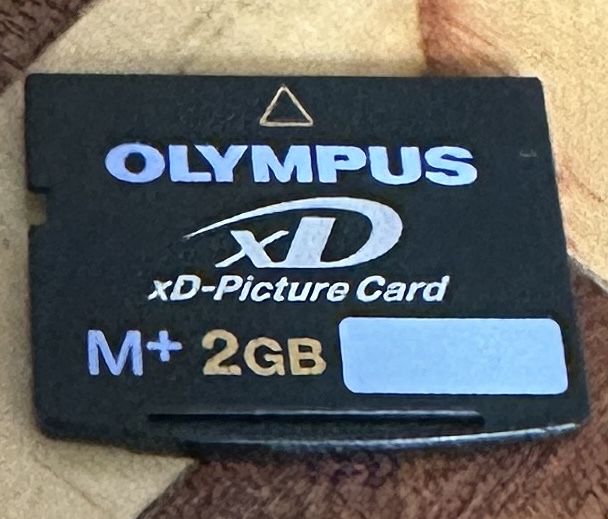 OLYMPUS
xD
xD-Picture Card
M+ 2GB